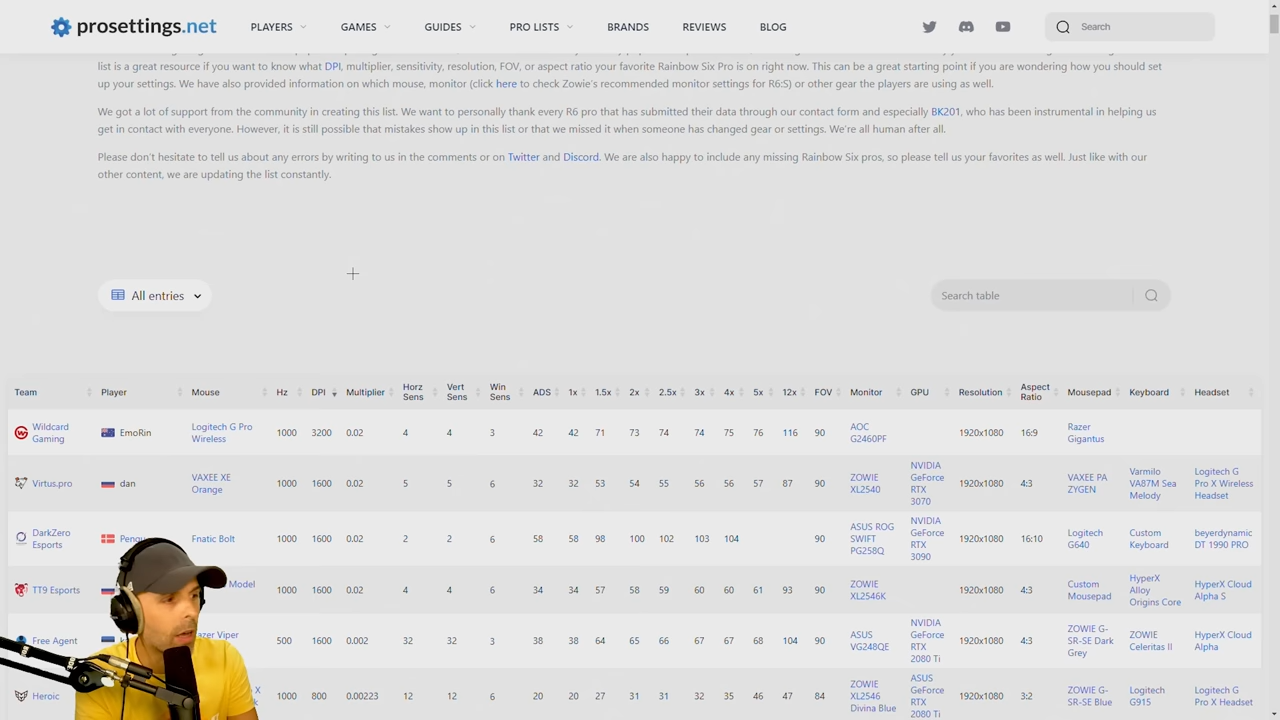 prosettings.net PLAYERS GAMES GUIDES PRO LISTS BRANDS REVIEWS BLOG Search
list is a great resource if you want to know what DPI, multiplier, sensitivity, resolution, FOV, or aspect ratio your favorite Rainbow Six Pro is on right now. This can be a great starting point if you are wondering how you should set
up your settings. We have also provided information on which mouse, monitor (click here to check Zowie's recommended monitor settings for R6:S) or other gear the players are using as well.
We got a lot of support from the community in creating this list. We want to personally thank every R6 pro that has submitted their data through our contact form and especially BK201, who has been instrumental in helping us
get in contact with everyone. However, it is still possible that mistakes show up in this list or that we missed it when someone has changed gear or settings. We're all human after all.
Please don't hesitate to tell us about any errors by writing to us in the comments or on Twitter and Discord. We are also happy to include any missing Rainbow Six pros, so please tell us your favorites as well. Just like with our
other content, we are updating the list constantly.
All entries Search table
Team Player Mouse Hz DPI Multiplier Horz Sens Vert Sens Win Sens ADS 1x 1.5x 2x 2.5x 3x 4x 5x 12x FOV Monitor GPU Resolution Aspect Ratio Mousepad Keyboard Headset
Wildcard Gaming EmoRin Logitech G Pro Wireless 1000 3200 0.02 4 4 3 42 42 71 73 74 74 75 76 116 90 AOC G2460PF 1920x1080 16:9 Razer Gigantus
Virtus.pro dan VAXEE XE Orange 1000 1600 0.02 5 5 6 32 32 53 54 55 56 56 57 87 90 ZOWIE XL2540 NVIDIA GeForce RTX 3070 1920x1080 4:3 VAXEE PA ZYGEN Varmilo VA87M Sea Melody Logitech G Pro X Wireless Headset
DarkZero Esports Pengu Fnatic Bolt 1000 1600 0.02 2 2 6 58 58 98 100 102 103 104 90 ASUS ROG SWIFT PG258Q NVIDIA GeForce RTX 3090 1920x1080 16:10 Logitech G640 Custom Keyboard beyerdynamic DT 1990 PRO
TT9 Esports Model 1000 1600 0.02 4 4 6 34 34 57 58 59 60 60 61 93 90 ZOWIE XL2546K 1920x1080 4:3 Custom Mousepad HyperX Alloy Origins Core HyperX Cloud Alpha S
Free Agent Viper 500 1600 0.002 32 32 3 38 38 64 65 66 67 67 68 104 90 ASUS VG248QE NVIDIA GeForce RTX 2080 Ti 1920x1080 4:3 ZOWIE G-SR-SE Dark Grey ZOWIE Celeritas II HyperX Cloud Alpha
Heroic X 1000 800 0.00223 12 12 6 20 20 27 31 31 32 35 46 47 84 ZOWIE XL2546 Divina Blue ASUS GeForce RTX 2080 Ti 1920x1080 3:2 ZOWIE G-SR-SE Blue Logitech G915 Logitech G Pro X Headset